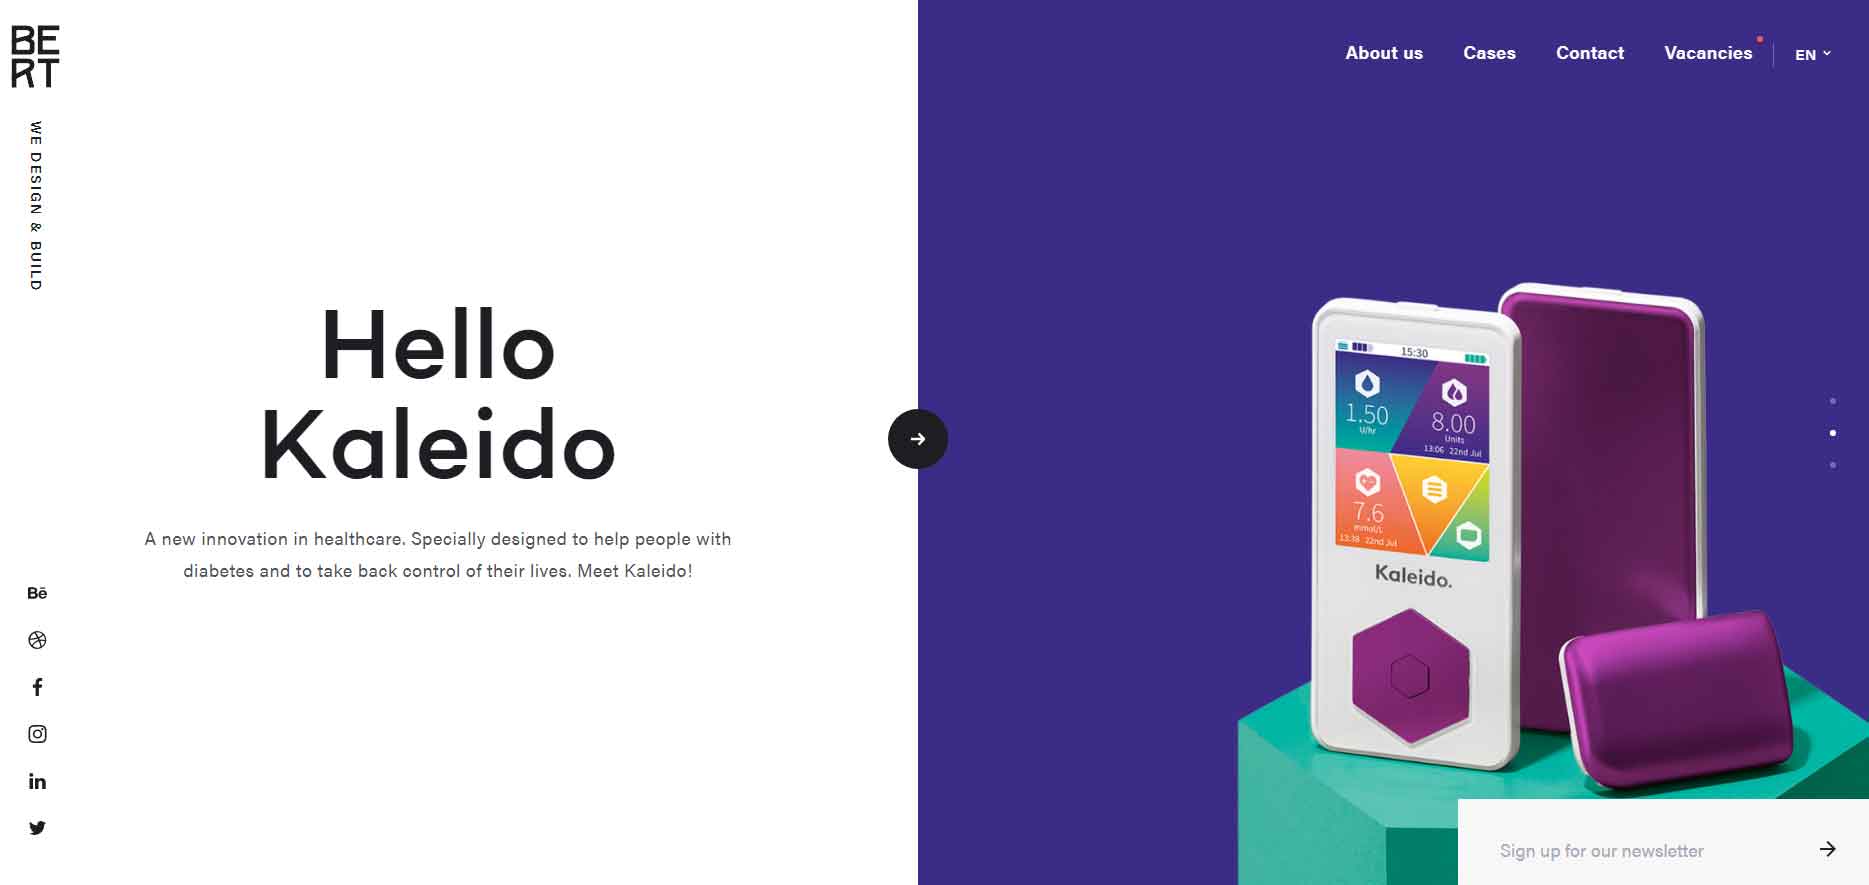 BE
RT
WE DESIGN & BUILD
About us
Cases
Contact
Vacancies
EN
Hello
Kaleido
A new innovation in healthcare. Specially designed to help people with
diabetes and to take back control of their lives. Meet Kaleido!
Bē
15:30
1.50
U/hr
8.00
Units
13:06 22nd Jul
7.6
mmol/L
13:38 22nd Jul
Kaleido.
Sign up for our newsletter